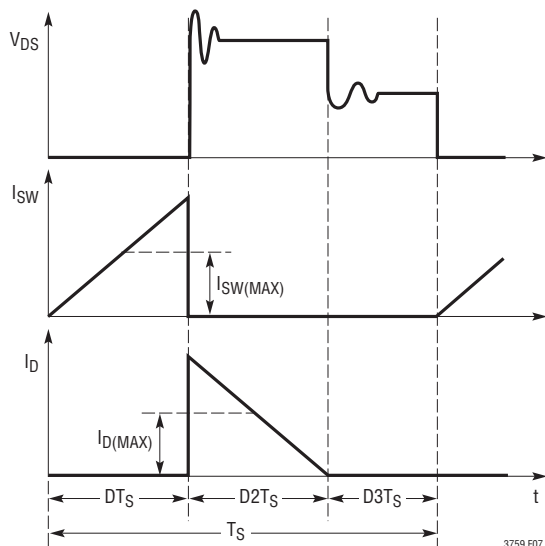 VDS
ISW
ISW(MAX)
ID
ID(MAX)
DTS
D2TS
D3TS
t
TS
3759 F07